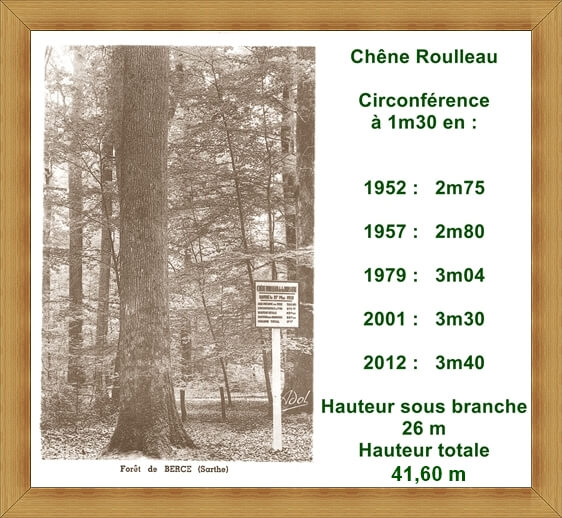 Chêne Roulleau
Circonférence
à 1m30 en :
1952 : 2m75
1957 : 2m80
1979 : 3m04
2001 : 3m30
2012 : 3m40
Hauteur sous branche
26 m
Hauteur totale
41,60 m
Adol
Forêt de BERCE (Sarthe)